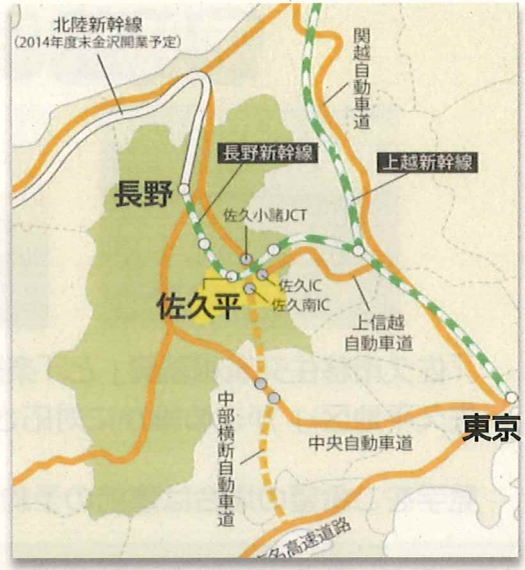 北陸新幹線
（2014年度末金沢開業予定）
関越自動車道
長野新幹線
上越新幹線
長野
佐久小諸JCT
佐久IC
佐久南IC
佐久平
上信越
自動車道
中部横断自動車道
中央自動車道
東京
名高速道路